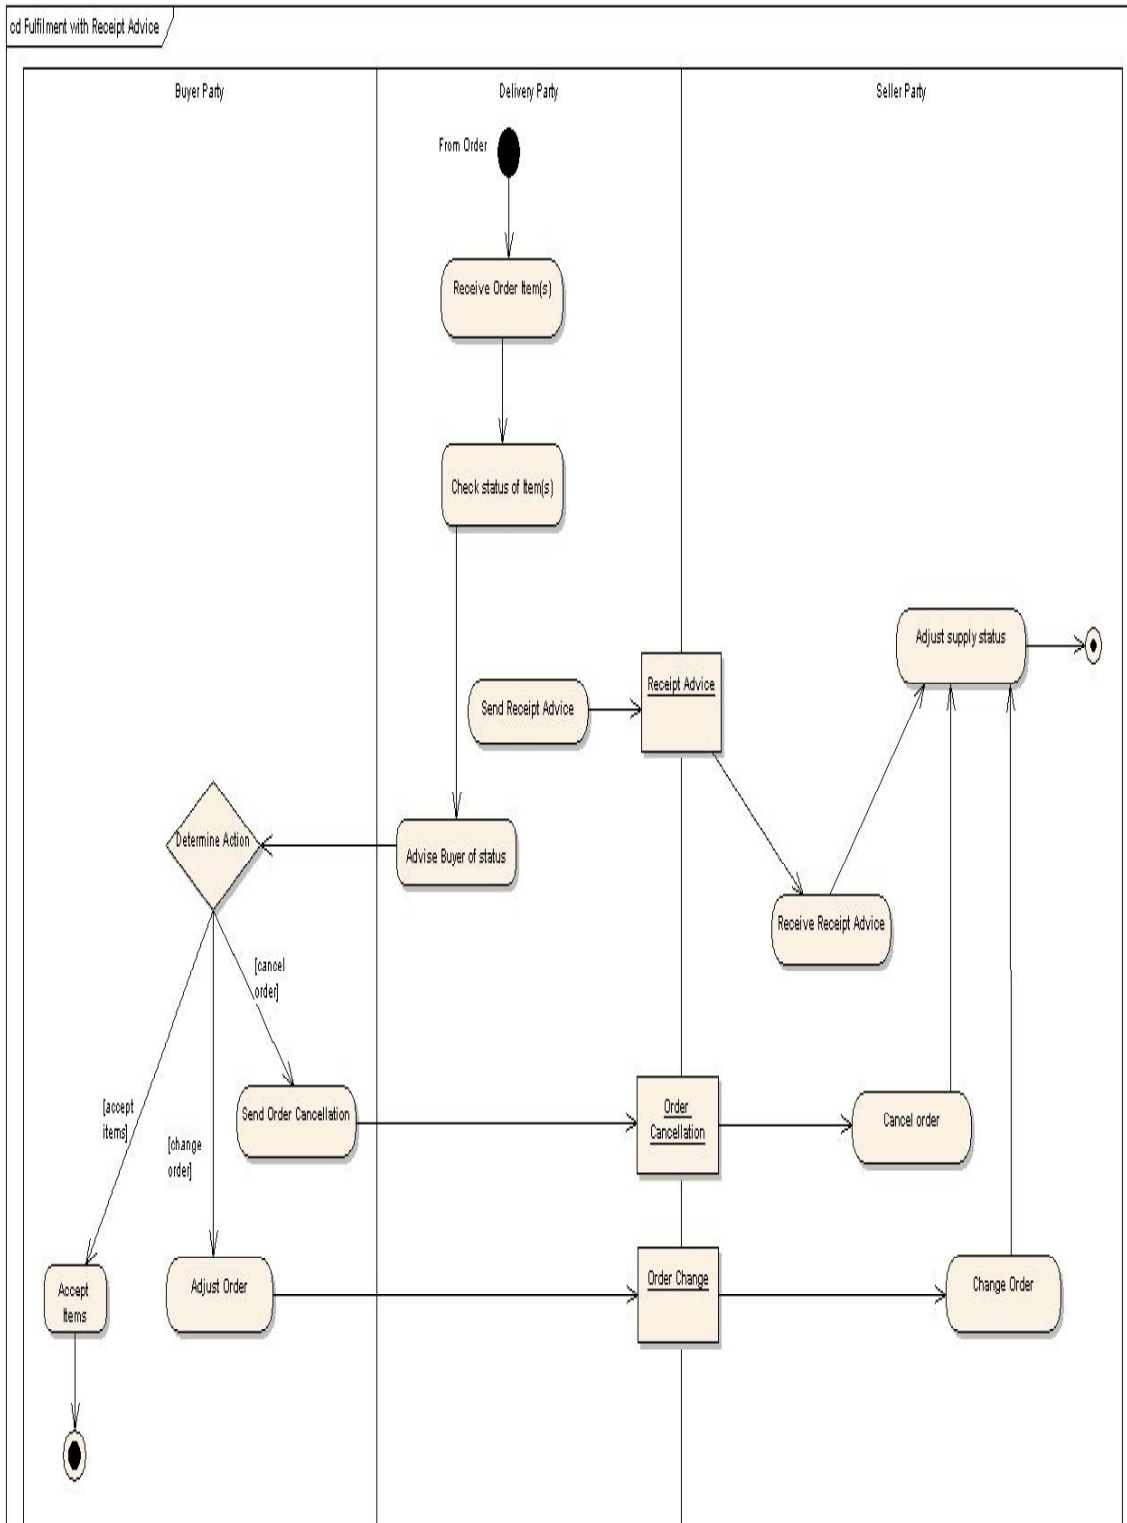 cd Fulfilment with Receipt Advice
Buyer Party
Delivery Party
Seller Party
From Order
Receive Order Item(s)
Check status of Item(s)
Adjust supply status
Receipt Advice
Send Receipt Advice
Determine Action
Advise Buyer of status
Receive Receipt Advice
[cancel
order]
[accept
items]
Send Order Cancellation
Order
Cancellation
Cancel order
[change
order]
Accept
Items
Adjust Order
Order Change
Change Order